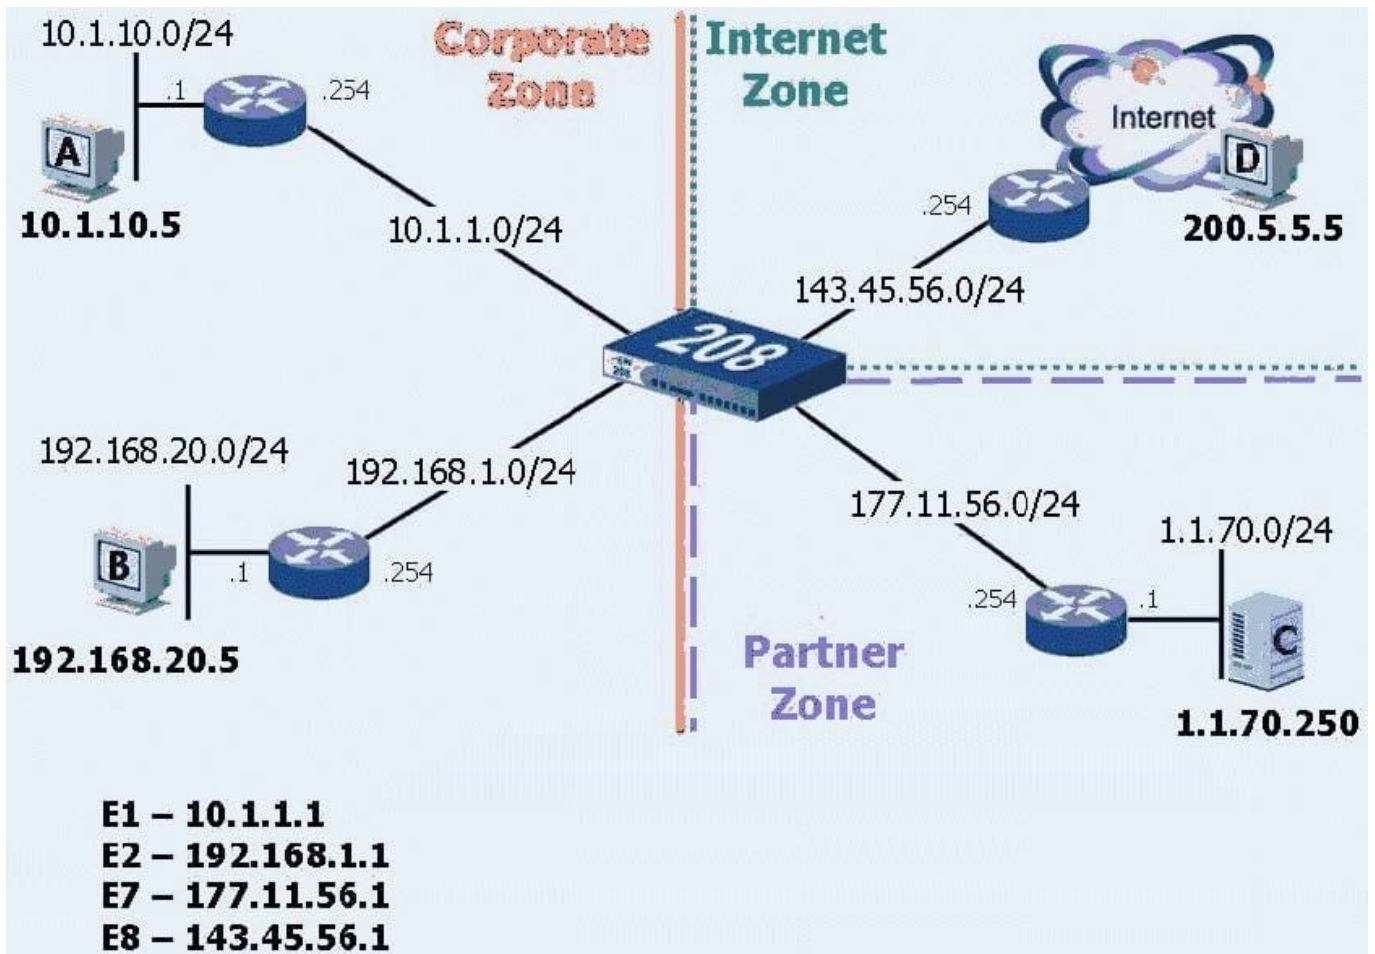 10.1.10.0/24
Corporate
Zone
Internet
Zone
.1
.254
A
10.1.10.5
10.1.1.0/24
Internet
D
.254
200.5.5.5
143.45.56.0/24
208
208
192.168.20.0/24
192.168.1.0/24
B
.1
.254
192.168.20.5
177.11.56.0/24
1.1.70.0/24
.254
.1
C
Partner
Zone
1.1.70.250
E1 – 10.1.1.1
E2 – 192.168.1.1
E7 – 177.11.56.1
E8 – 143.45.56.1